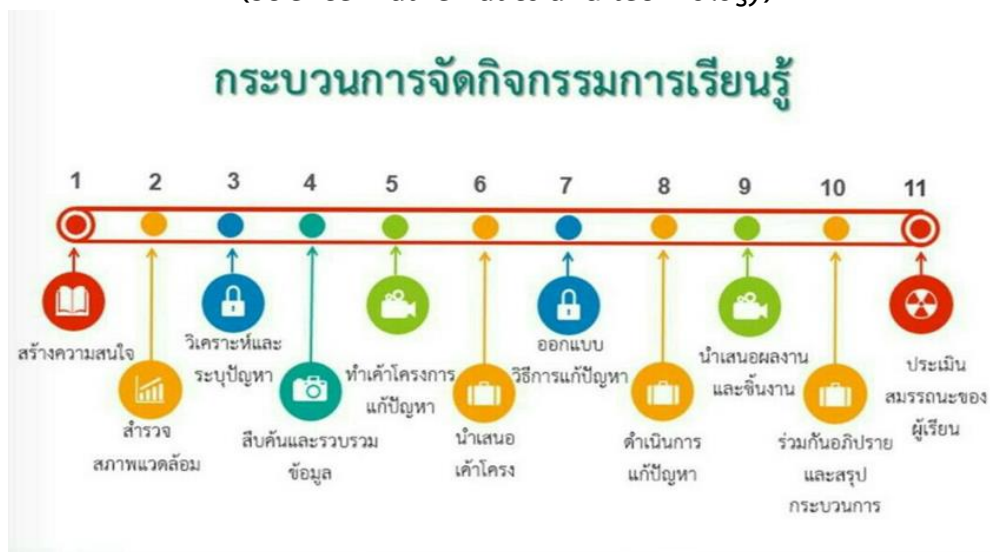 กระบวนการจัดกิจกรรมการเรียนรู้
1 2 3 4 5 6 7 8 9 10 11
สร้างความสนใจ
สำรวจ
สภาพแวดล้อม
วิเคราะห์และ
ระบุปัญหา
สืบค้นและรวบรวม
ข้อมูล
ทำเค้าโครงการ
แก้ปัญหา
นำเสนอ
เค้าโครง
ออกแบบ
วิธีการแก้ปัญหา
ดำเนินการ
แก้ปัญหา
นำเสนอผลงาน
และชิ้นงาน
ร่วมกันอภิปราย
และสรุป
กระบวนการ
ประเมิน
สมรรถนะของ
ผู้เรียน